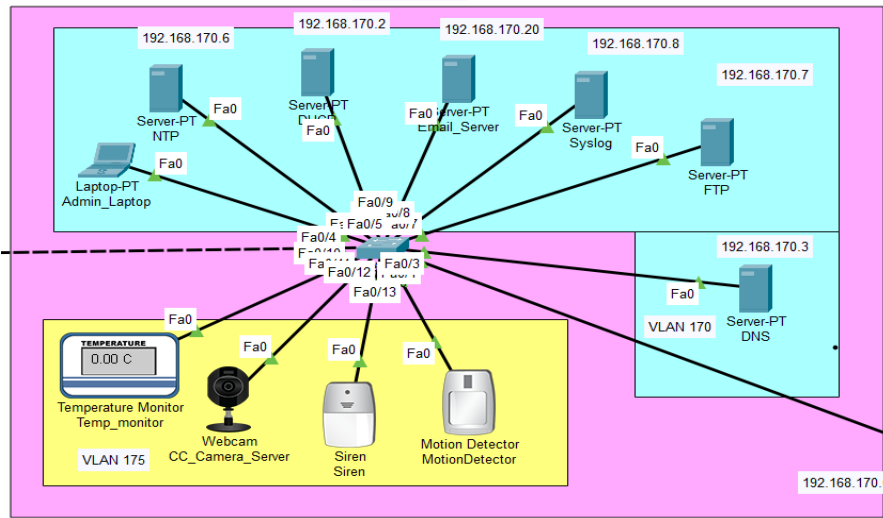 192.168.170.6
192.168.170.2
192.168.170.20
192.168.170.8
192.168.170.7
Server-PT
NTP
Fa0
Server-PT
Fa0
Server-PT
Email_Server
Fa0
Server-PT
Syslog
Fa0
Server-PT
FTP
Fa0
Laptop-PT
Admin_Laptop
Fa0
Fa0/9
Fa0/5
Fa0/4
Fa0/3
Fa0/12
Fa0/13
192.168.170.3
Fa0
VLAN 170
Server-PT
DNS
TEMPERATURE
0.00 C
Fa0
Temperature Monitor
Temp_monitor
Fa0
Webcam
CC_Camera_Server
Fa0
Siren
Siren
Fa0
Motion Detector
MotionDetector
VLAN 175
192.168.170.